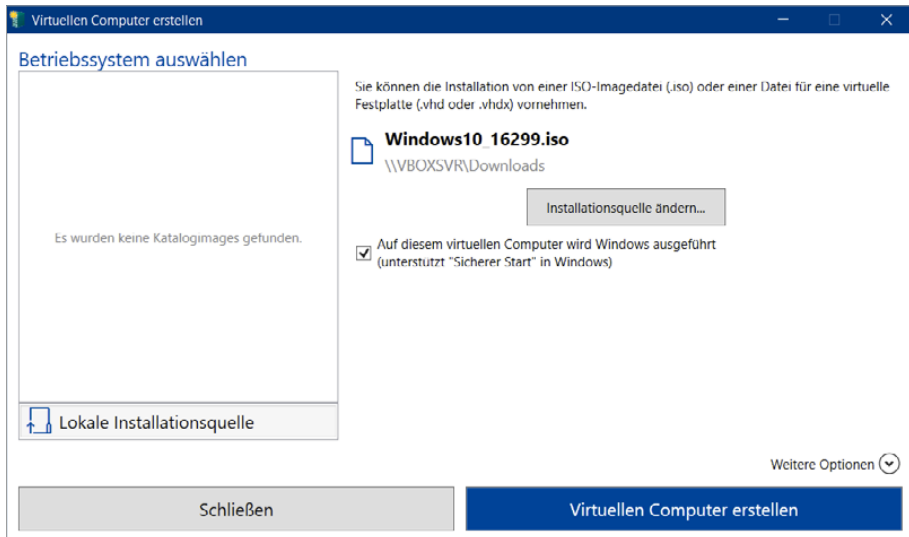 Virtuellen Computer erstellen
Betriebssystem auswählen
Es wurden keine Katalogimages gefunden.
Lokale Installationsquelle
Sie können die Installation von einer ISO-Imagedatei (.iso) oder einer Datei für eine virtuelle
Festplatte (.vhd oder .vhdx) vornehmen.
Windows10_16299.iso
\\VBOXSVR\Downloads
Installationsquelle ändern...
Auf diesem virtuellen Computer wird Windows ausgeführt
(unterstützt "Sicherer Start" in Windows)
Weitere Optionen
Schließen
Virtuellen Computer erstellen